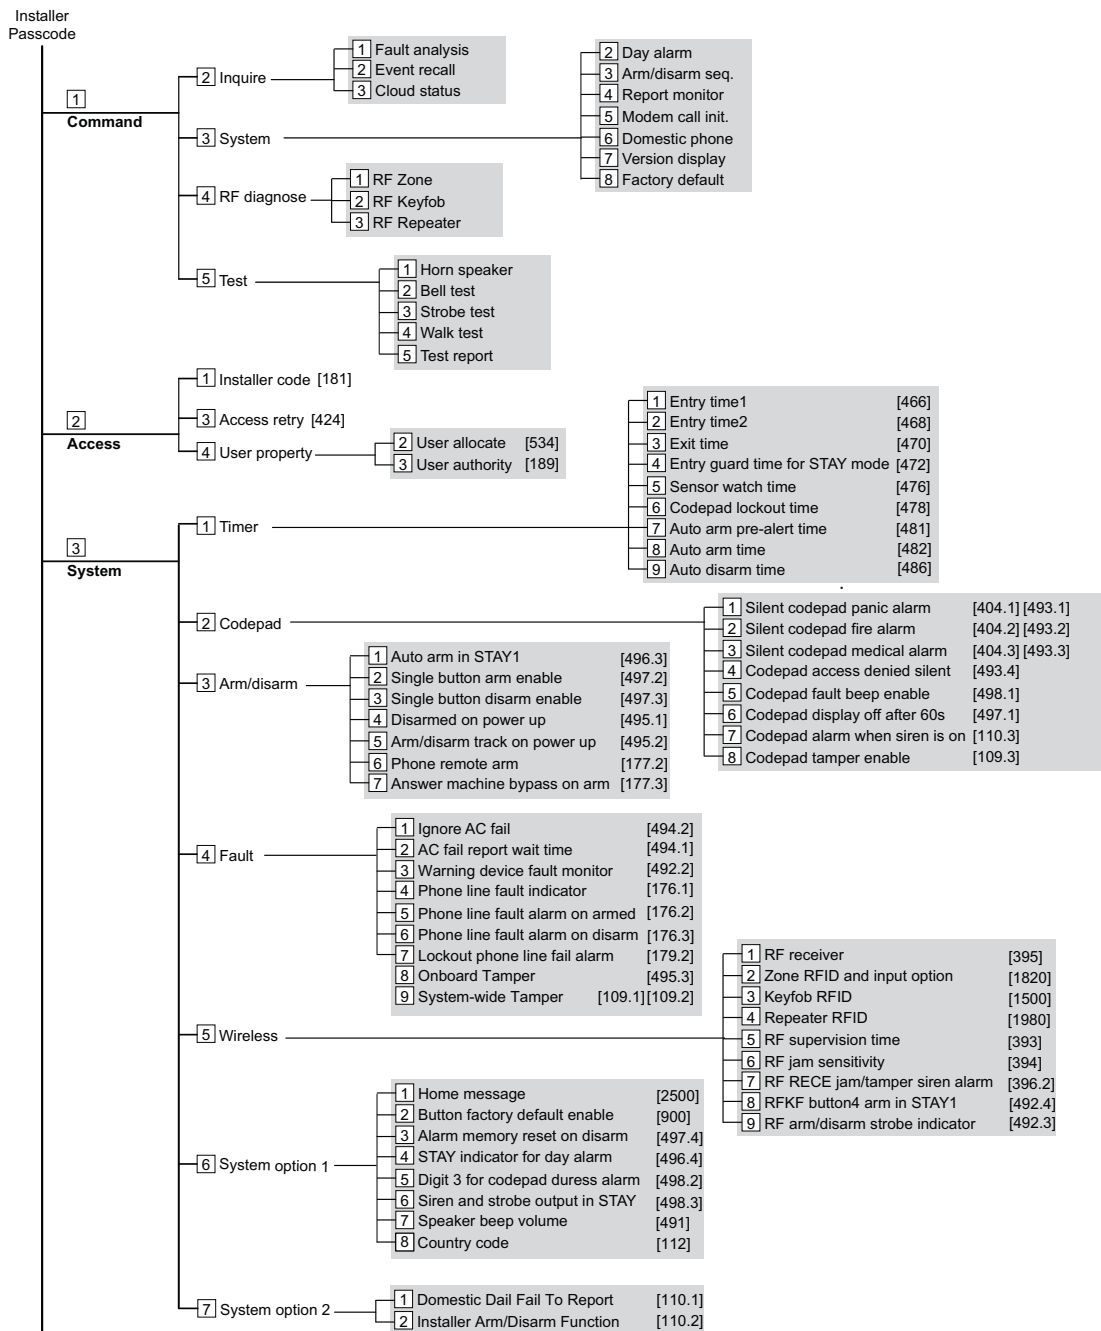 Installer
Passcode
1
Command
2 Inquire
1 Fault analysis
2 Event recall
3 Cloud status
3 System
2 Day alarm
3 Arm/disarm seq.
4 Report monitor
5 Modem call init.
6 Domestic phone
7 Version display
8 Factory default
4 RF diagnose
1 RF Zone
2 RF Keyfob
3 RF Repeater
5 Test
1 Horn speaker
2 Bell test
3 Strobe test
4 Walk test
5 Test report
2
Access
1 Installer code [181]
3 Access retry [424]
4 User property
2 User allocate [534]
3 User authority [189]
3
System
1 Timer
1 Entry time1 [466]
2 Entry time2 [468]
3 Exit time [470]
4 Entry guard time for STAY mode [472]
5 Sensor watch time [476]
6 Codepad lockout time [478]
7 Auto arm pre-alert time [481]
8 Auto arm time [482]
9 Auto disarm time [486]
2 Codepad
1 Silent codepad panic alarm [404.1] [493.1]
2 Silent codepad fire alarm [404.2] [493.2]
3 Silent codepad medical alarm [404.3] [493.3]
4 Codepad access denied silent [493.4]
5 Codepad fault beep enable [498.1]
6 Codepad display off after 60s [497.1]
7 Codepad alarm when siren is on [110.3]
8 Codepad tamper enable [109.3]
3 Arm/disarm
1 Auto arm in STAY1 [496.3]
2 Single button arm enable [497.2]
3 Single button disarm enable [497.3]
4 Disarmed on power up [495.1]
5 Arm/disarm track on power up [495.2]
6 Phone remote arm [177.2]
7 Answer machine bypass on arm [177.3]
4 Fault
1 Ignore AC fail [494.2]
2 AC fail report wait time [494.1]
3 Warning device fault monitor [492.2]
4 Phone line fault indicator [176.1]
5 Phone line fault alarm on armed [176.2]
6 Phone line fault alarm on disarm [176.3]
7 Lockout phone line fail alarm [179.2]
8 Onboard Tamper [495.3]
9 System-wide Tamper [109.1][109.2]
5 Wireless
1 RF receiver [395]
2 Zone RFID and input option [1820]
3 Keyfob RFID [1500]
4 Repeater RFID [1980]
5 RF supervision time [393]
6 RF jam sensitivity [394]
7 RF RECE jam/tamper siren alarm [396.2]
8 RFKF button4 arm in STAY1 [492.4]
9 RF arm/disarm strobe indicator [492.3]
6 System option 1
1 Home message [2500]
2 Button factory default enable [900]
3 Alarm memory reset on disarm [497.4]
4 STAY indicator for day alarm [496.4]
5 Digit 3 for codepad duress alarm [498.2]
6 Siren and strobe output in STAY [498.3]
7 Speaker beep volume [491]
8 Country code [112]
7 System option 2
1 Domestic Dail Fail To Report [110.1]
2 Installer Arm/Disarm Function [110.2]